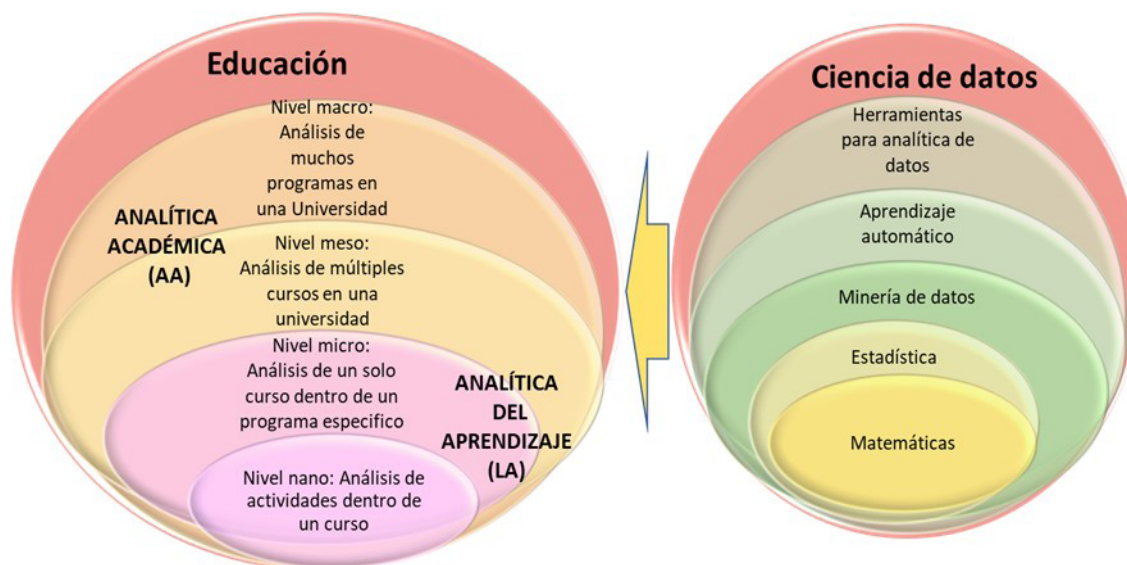 Educación
Nivel macro:
Análisis de
muchos
programas en
una Universidad
ANALÍTICA
ACADÉMICA
(AA)
Nivel meso:
Análisis de múltiples
cursos en una
universidad
Nivel micro:
Análisis de un solo
curso dentro de un
programa especifico
ANALÍTICA
DEL
APRENDIZAJE
(LA)
Nivel nano: Análisis de
actividades dentro de
un curso
Ciencia de datos
Herramientas
para analítica de
datos
Aprendizaje
automático
Minería de datos
Estadística
Matemáticas